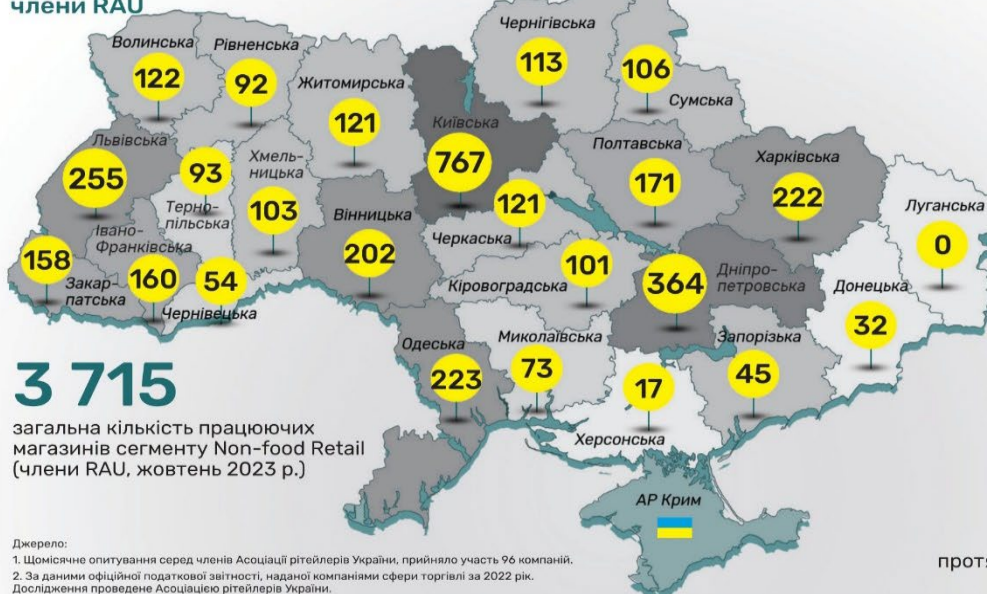 члени RAU
Волинська
122
Рівненська
92
Житомирська
121
Київська
767
Чернігівська
113
106
Сумська
Львівська
255
93
Терно-
пільська
Хмель-
ницька
103
Вінницька
202
121
Черкаська
Полтавська
171
Харківська
222
Луганська
0
158
Закар-
патська
Івано-
Франківська
160
54
Чернівецька
101
Кіровоградська
364
Дніпро-
петровська
Донецька
32
Одеська
223
Миколаївська
73
17
Херсонська
Запорізька
45
АР Крим
3 715
загальна кількість працюючих
магазинів сегменту Non-food Retail
(члени RAU, жовтень 2023 р.)
Джерело:
1. Щомісячне опитування серед членів Асоціації рітейлерів України, прийняло участь 96 компаній.
2. За даними офіційної податкової звітності, наданої компаніями сфери торгівлі за 2022 рік.
Дослідження проведене Асоціацією рітейлерів України.
протя